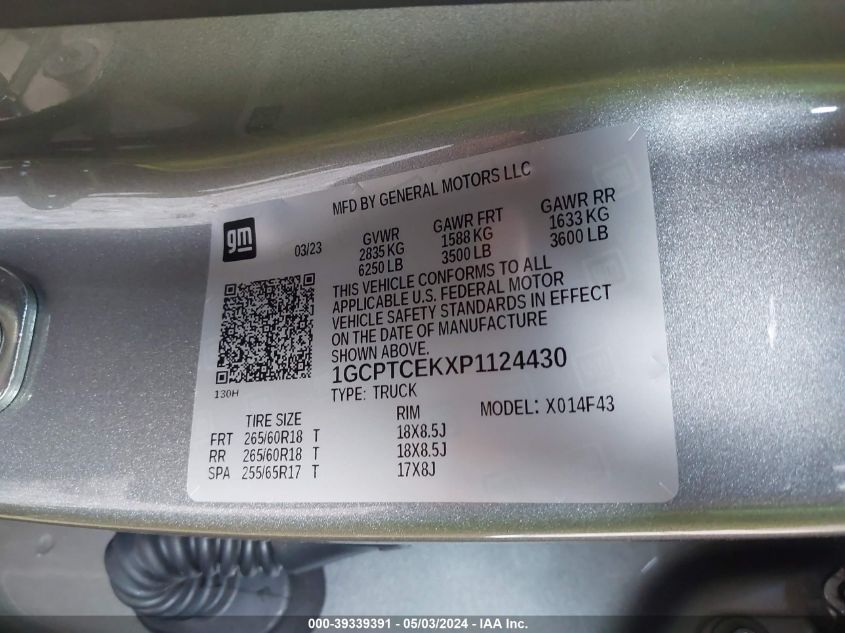 MFD BY GENERAL MOTORS LLC
gm
03/23
GVWR GAWR FRT GAWR RR
2835 KG 1588 KG 1633 KG
6250 LB 3500 LB 3600 LB
THIS VEHICLE CONFORMS TO ALL
APPLICABLE U.S. FEDERAL MOTOR
VEHICLE SAFETY STANDARDS IN EFFECT
ON THE DATE OF MANUFACTURE
SHOWN ABOVE.
1GCPTCEKXP1124430
130H
TYPE: TRUCK
MODEL: X014F43
TIRE SIZE RIM
FRT 265/60R18 T 18X8.5J
RR 265/60R18 T 18X8.5J
SPA 255/65R17 T 17X8J
000-39339391 - 05/03/2024 - IAA Inc.